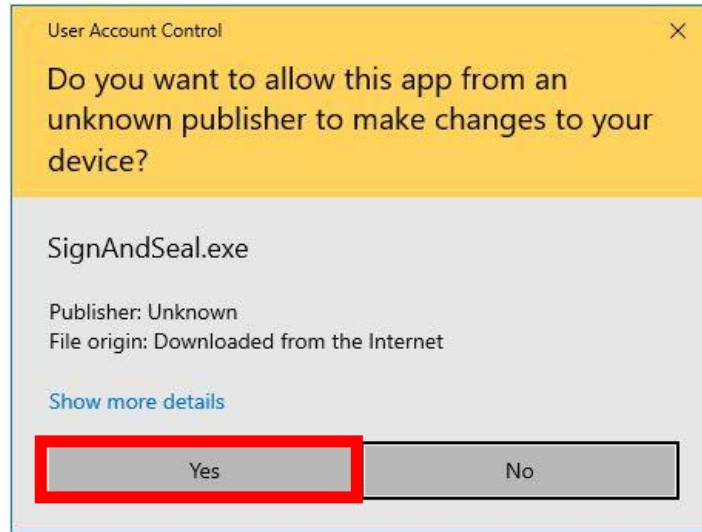 User Account Control
Do you want to allow this app from an
unknown publisher to make changes to your
device?
SignAndSeal.exe
Publisher: Unknown
File origin: Downloaded from the Internet
Show more details
Yes
No